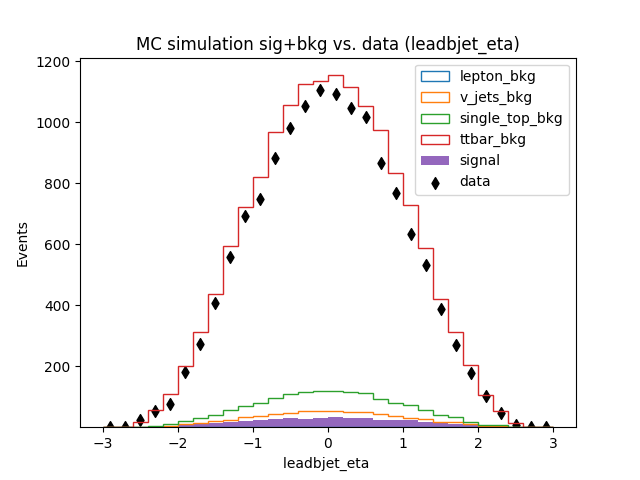 MC simulation sig+bkg vs. data (leadbjet_eta)
1200
1000
800
600
400
200
Events
lepton_bkg
v_jets_bkg
single_top_bkg
ttbar_bkg
signal
data
−3 −2 −1 0 1 2 3
leadbjet_eta